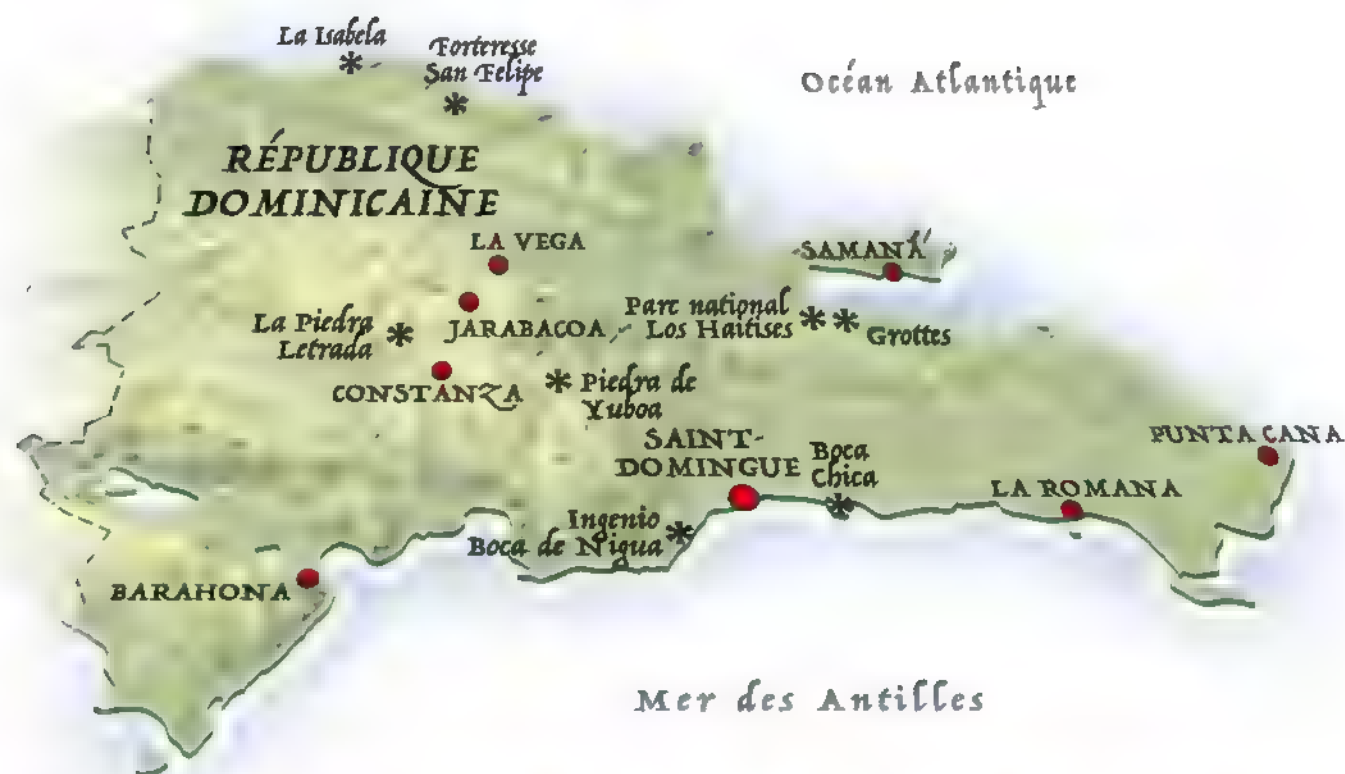 La Isabela
Forteresse
San Felipe
Océan Atlantique
RÉPUBLIQUE
DOMINICAINE
LA VEGA
SAMANÁ
JARABACOA
Parc national
Los Haïtises
Grottes
La Piedra
Letrada
CONSTANZA
Piedra de
Yuboa
SAINT-
DOMINGUE
Boca
Chica
PUNTA CANA
LA ROMANA
Ingenio
Boca de Nigua
BARAHONA
Mer des Antilles